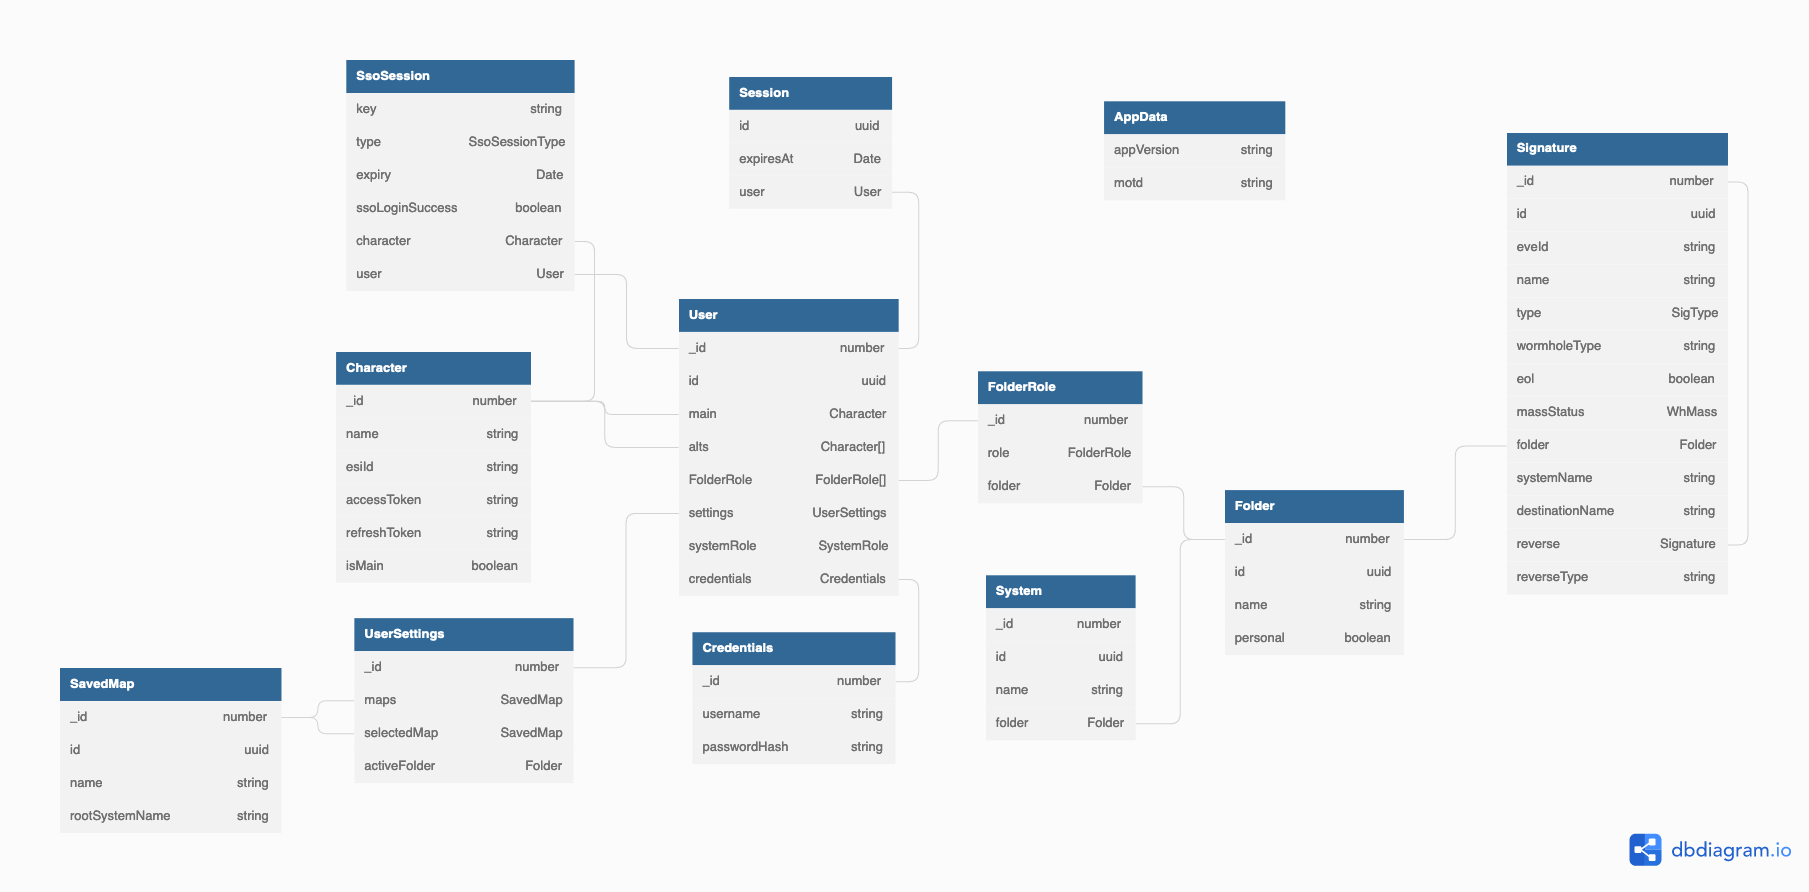 SsoSession
key string
type SsoSessionType
expiry Date
ssoLoginSuccess boolean
character Character
user User
Session
id uuid
expiresAt Date
user User
AppData
appVersion string
motd string
Signature
_id number
id uuid
eveId string
name string
type SigType
wormholeType string
eol boolean
massStatus WhMass
folder Folder
systemName string
destinationName string
reverse Signature
reverseType string
User
_id number
id uuid
main Character
alts Character[]
FolderRole FolderRole[]
settings UserSettings
systemRole SystemRole
credentials Credentials
Character
_id number
name string
esiId string
accessToken string
refreshToken string
isMain boolean
FolderRole
_id number
role FolderRole
folder Folder
Folder
_id number
id uuid
name string
personal boolean
System
_id number
id uuid
name string
folder Folder
UserSettings
_id number
maps SavedMap
selectedMap SavedMap
activeFolder Folder
Credentials
_id number
username string
passwordHash string
SavedMap
_id number
id uuid
name string
rootSystemName string
dbdiagram.io